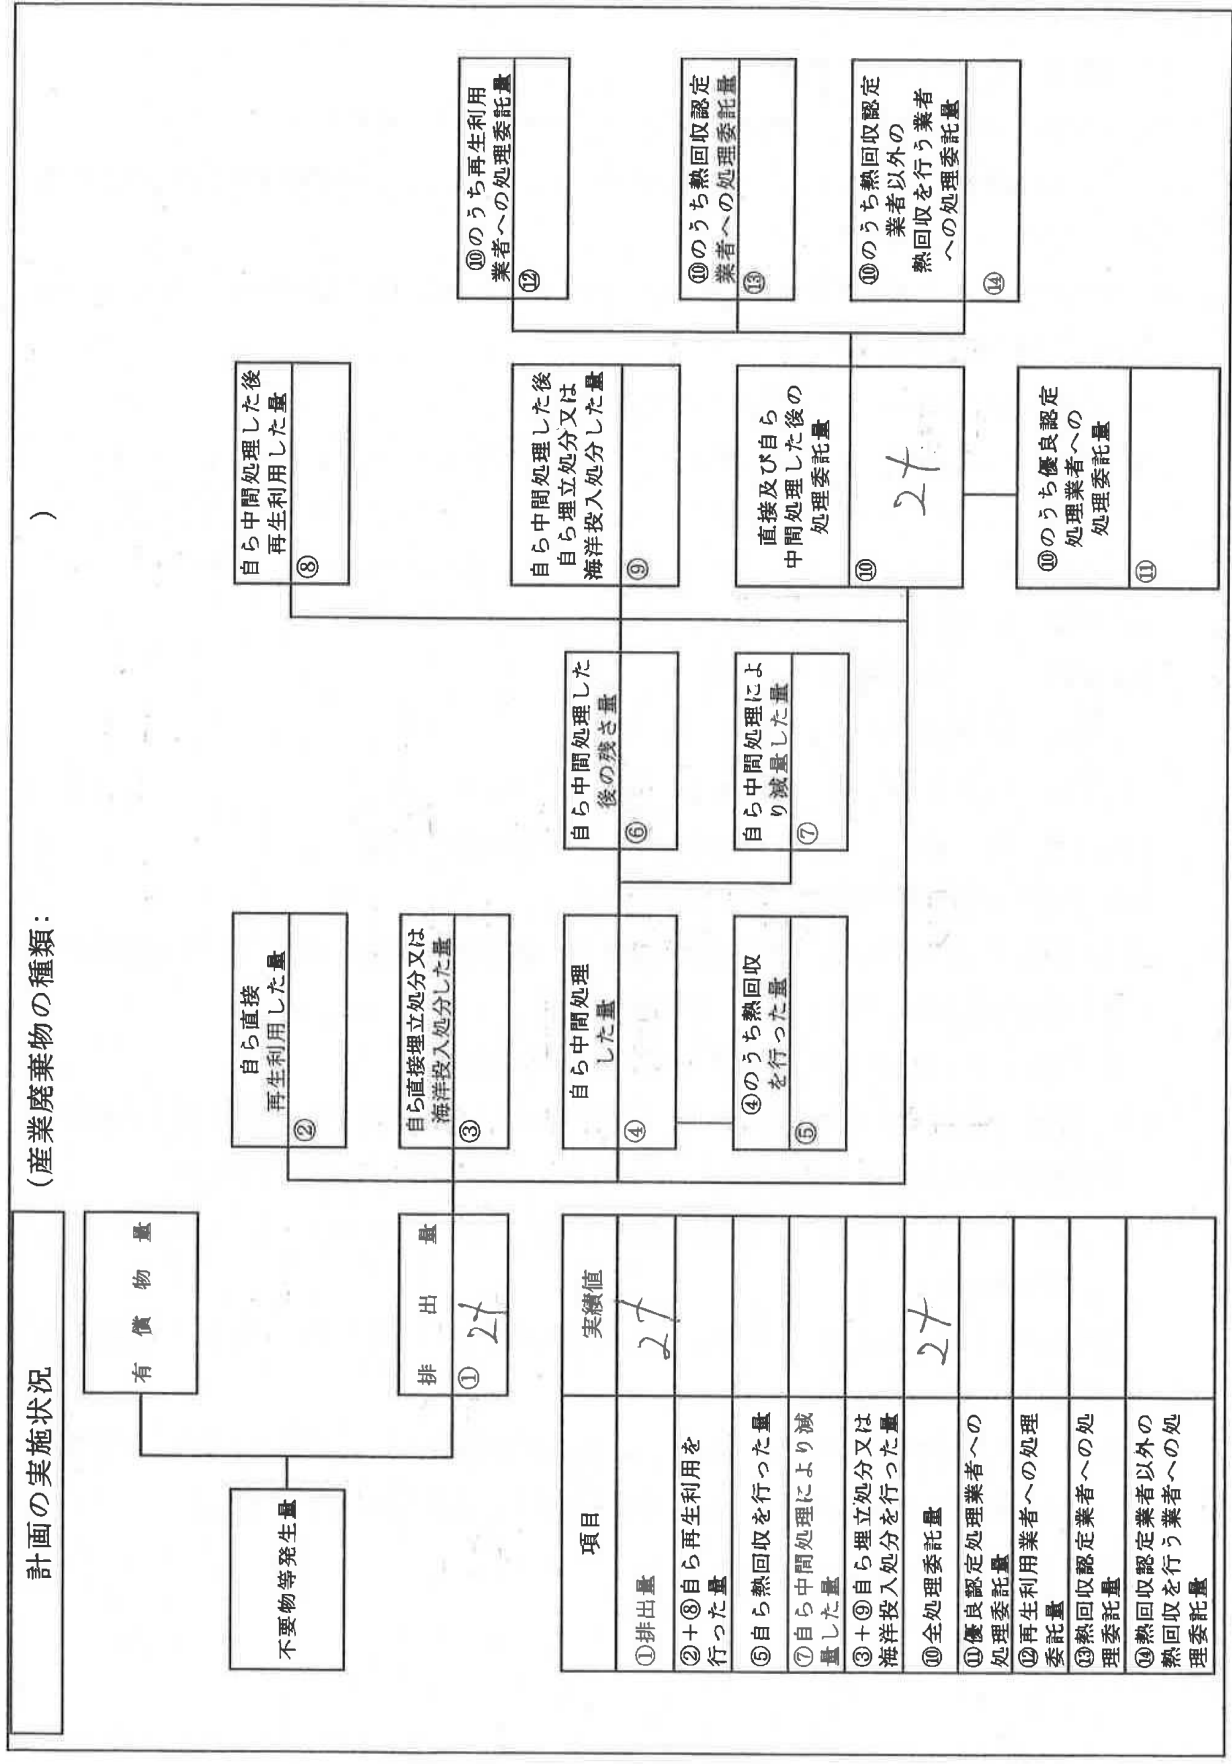 計画の実施状況
(産業廃棄物の種類: )
不要物等発生量
有償物量
排出量
① 2t
自ら直接
再生利用した量
②
自ら直接埋立処分又は
海洋投入処分した量
③
自ら中間処理
した量
④
④のうち熱回収
を行った量
⑤
自ら中間処理した
後の残さ量
⑥
自ら中間処理によ
り減量した量
⑦
自ら中間処理した後
再生利用した量
⑧
自ら中間処理した後
自ら埋立処分又は
海洋投入処分した量
⑨
直接及び自ら
中間処理した後の
処理委託量
⑩ 2t
⑩のうち優良認定
処理業者への
処理委託量
⑪
⑩のうち再生利用
業者への処理委託量
⑫
⑩のうち熱回収認定
業者への処理委託量
⑬
⑩のうち熱回収認定
業者以外の
熱回収を行う業者
への処理委託量
⑭
項目 実績値
①排出量 2t
②+⑧自ら再生利用を
行った量
⑤自ら熱回収を行った量
⑦自ら中間処理により減
量した量
③+⑨自ら埋立処分又は
海洋投入処分を行った量
⑩全処理委託量 2t
⑪優良認定処理業者への
処理委託量
⑫再生利用業者への処理
委託量
⑬熱回収認定業者への処
理委託量
⑭熱回収認定業者以外の
熱回収を行う業者への処
理委託量